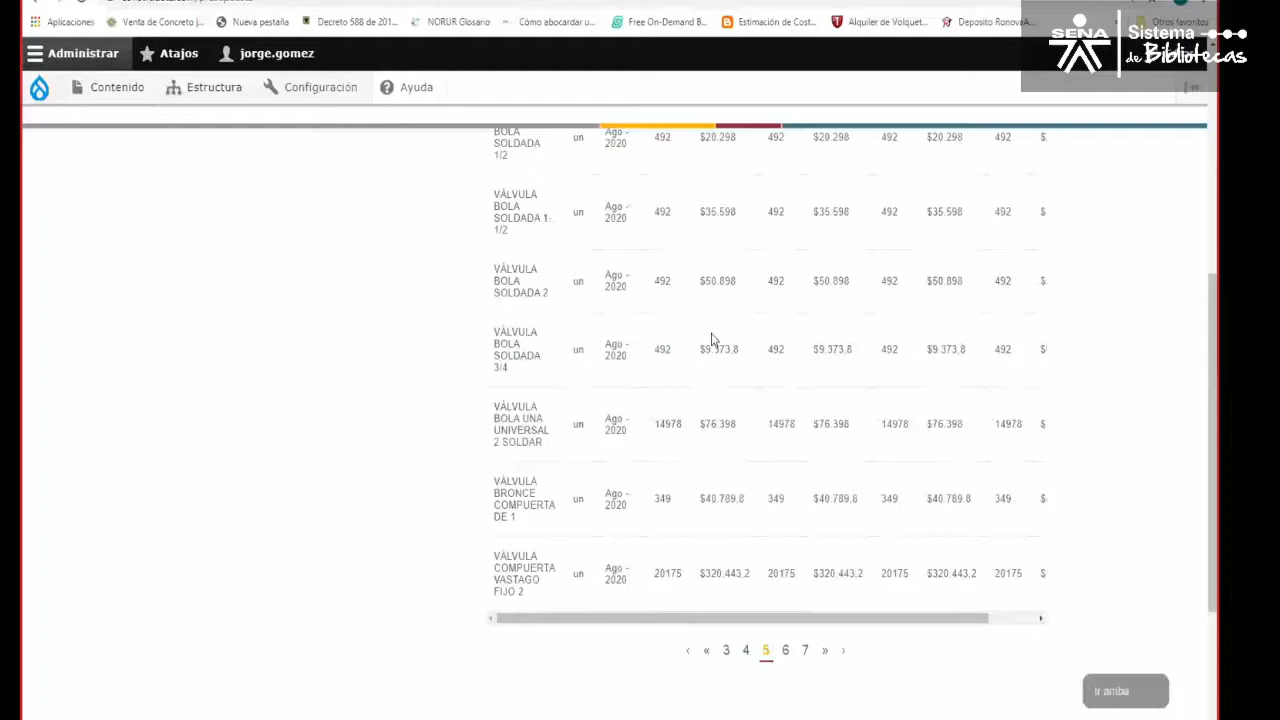 Aplicaciones Venta de Concreto j... Nueva pestaña Decreto 588 de 201... NORUR Glosario Cómo abocardar u... Free On-Demand B... Estimación de Cost... Alquiler de Volquet... Deposito RenovaA... Otros favoritos
SENA Sistema de Bibliotecas
Administrar Atajos jorge.gomez
Contenido Estructura Configuración Ayuda
BOLA SOLDADA 1/2 un Ago - 2020 492 $20.298 492 $20.298 492 $20.298 492 $
VÁLVULA BOLA SOLDADA 1-1/2 un Ago - 2020 492 $35.598 492 $35.598 492 $35.598 492 $
VÁLVULA BOLA SOLDADA 2 un Ago - 2020 492 $50.898 492 $50.898 492 $50.898 492 $
VÁLVULA BOLA SOLDADA 3/4 un Ago - 2020 492 $9.373,8 492 $9.373,8 492 $9.373,8 492 $
VÁLVULA BOLA UNA UNIVERSAL 2 SOLDAR un Ago - 2020 14978 $76.398 14978 $76.398 14978 $76.398 14978 $
VÁLVULA BRONCE COMPUERTA DE 1 un Ago - 2020 349 $40.789,8 349 $40.789,8 349 $40.789,8 349 $
VÁLVULA COMPUERTA VASTAGO FIJO 2 un Ago - 2020 20175 $320.443,2 20175 $320.443,2 20175 $320.443,2 20175 $
‹ « 3 4 5 6 7 » ›
Ir arriba